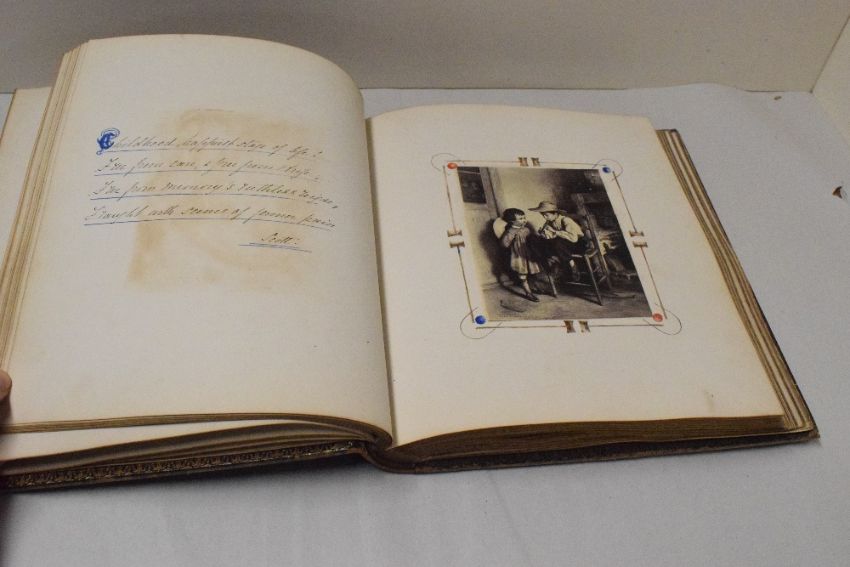 Childhood happiest stage of life!
Free from care, & free from strife,
Free from memory's ruthless reign,
Fraught with scenes of former pain
Scott: